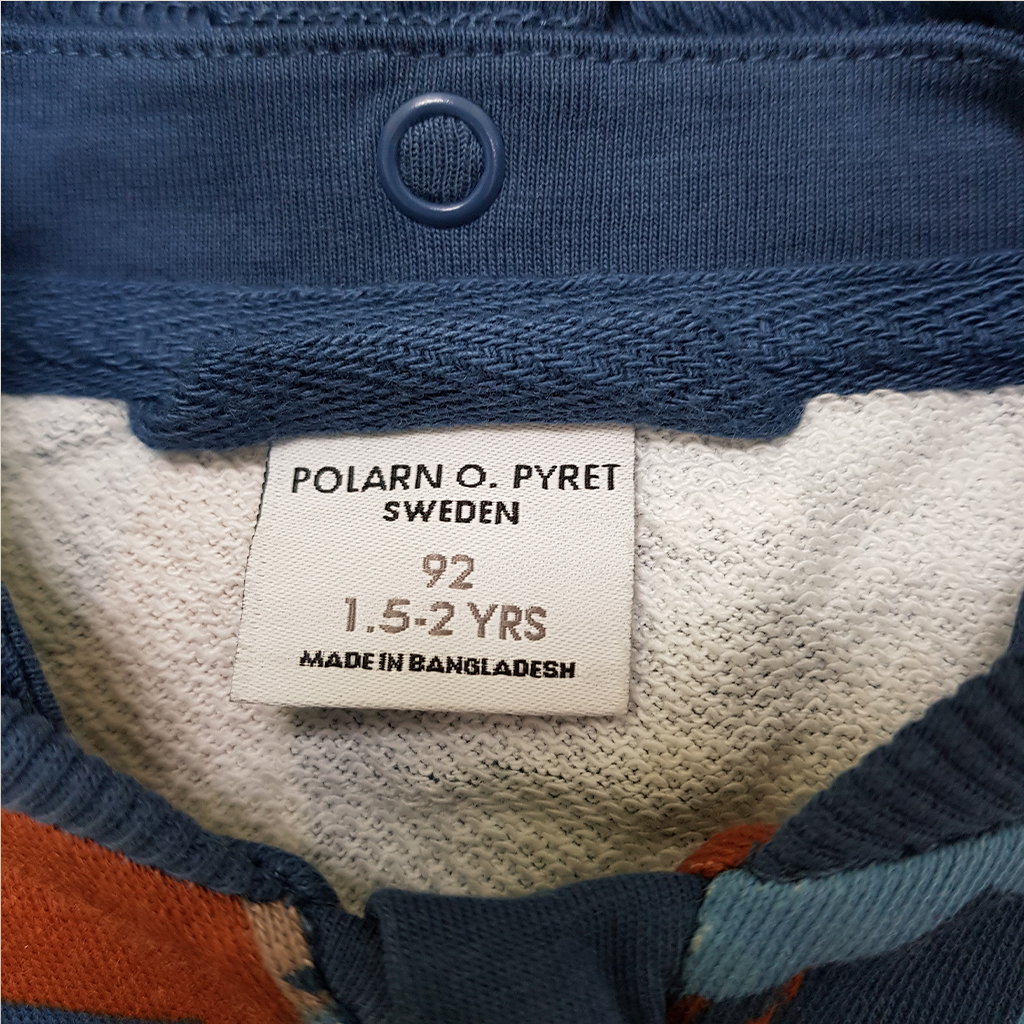 POLARN O. PYRET
SWEDEN
92
1.5-2 YRS
MADE IN BANGLADESH